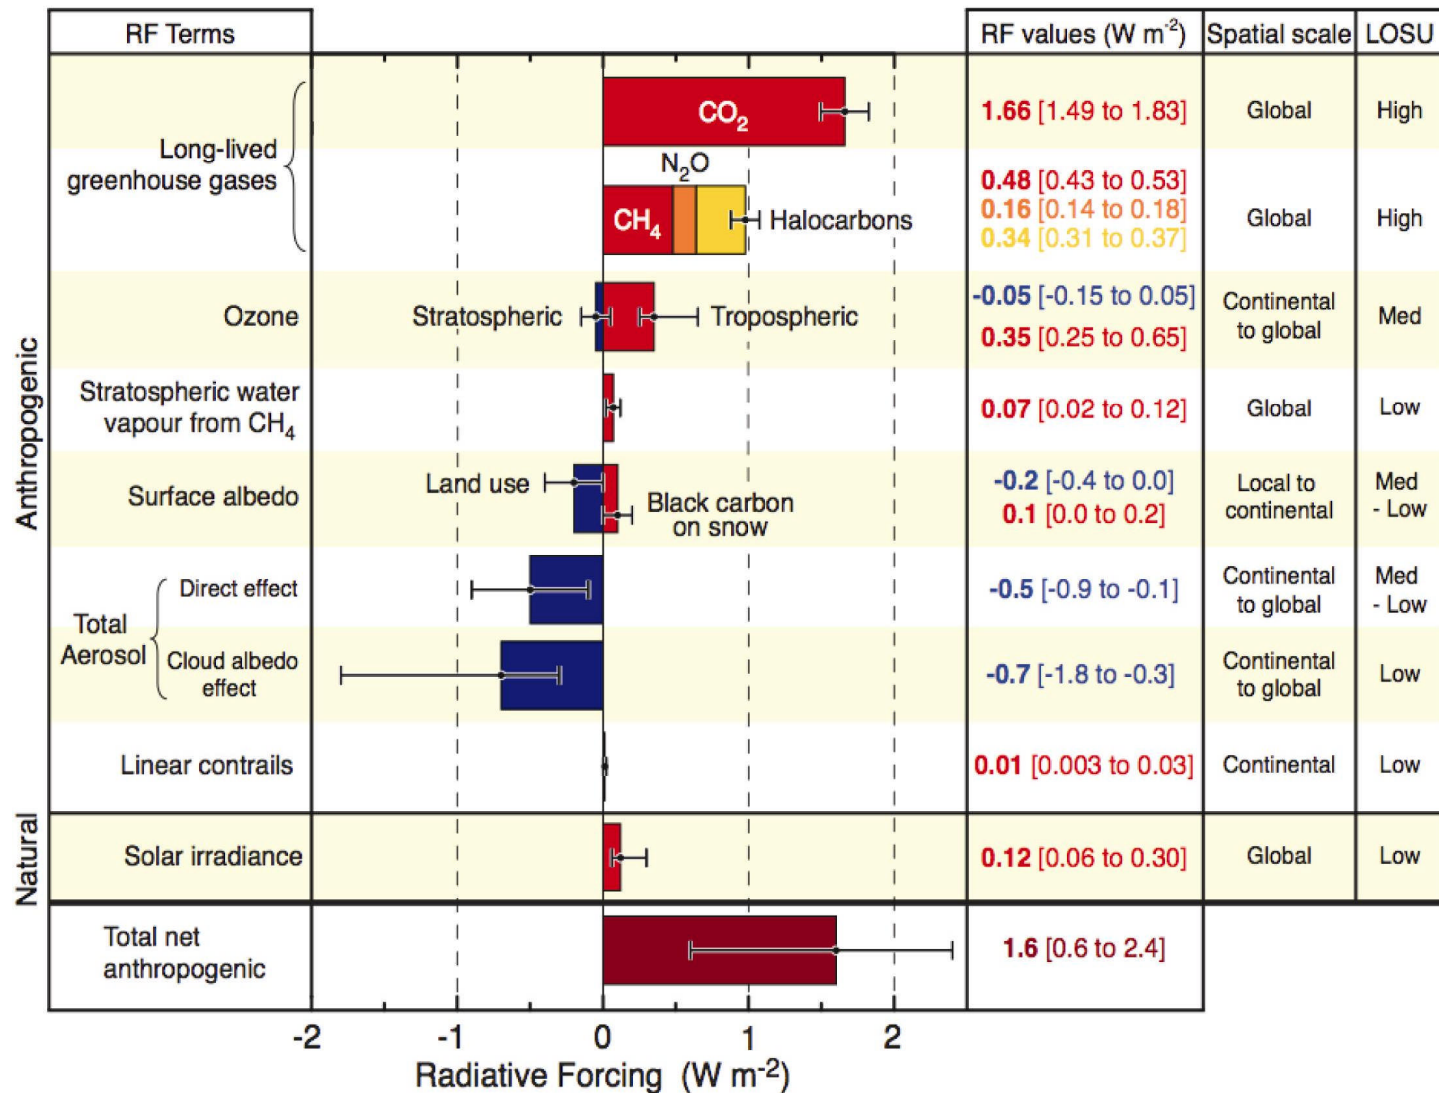 RF Terms
RF values (W m⁻²)
Spatial scale
LOSU
Anthropogenic
Long-lived
greenhouse gases
CO₂
1.66 [1.49 to 1.83]
Global
High
N₂O
CH₄
Halocarbons
0.48 [0.43 to 0.53]
0.16 [0.14 to 0.18]
0.34 [0.31 to 0.37]
Global
High
Ozone
Stratospheric
Tropospheric
-0.05 [-0.15 to 0.05]
0.35 [0.25 to 0.65]
Continental
to global
Med
Stratospheric water
vapour from CH₄
0.07 [0.02 to 0.12]
Global
Low
Surface albedo
Land use
Black carbon
on snow
-0.2 [-0.4 to 0.0]
0.1 [0.0 to 0.2]
Local to
continental
Med
- Low
Total
Aerosol
Direct effect
-0.5 [-0.9 to -0.1]
Continental
to global
Med
- Low
Cloud albedo
effect
-0.7 [-1.8 to -0.3]
Continental
to global
Low
Linear contrails
0.01 [0.003 to 0.03]
Continental
Low
Natural
Solar irradiance
0.12 [0.06 to 0.30]
Global
Low
Total net
anthropogenic
1.6 [0.6 to 2.4]
-2 -1 0 1 2
Radiative Forcing (W m⁻²)